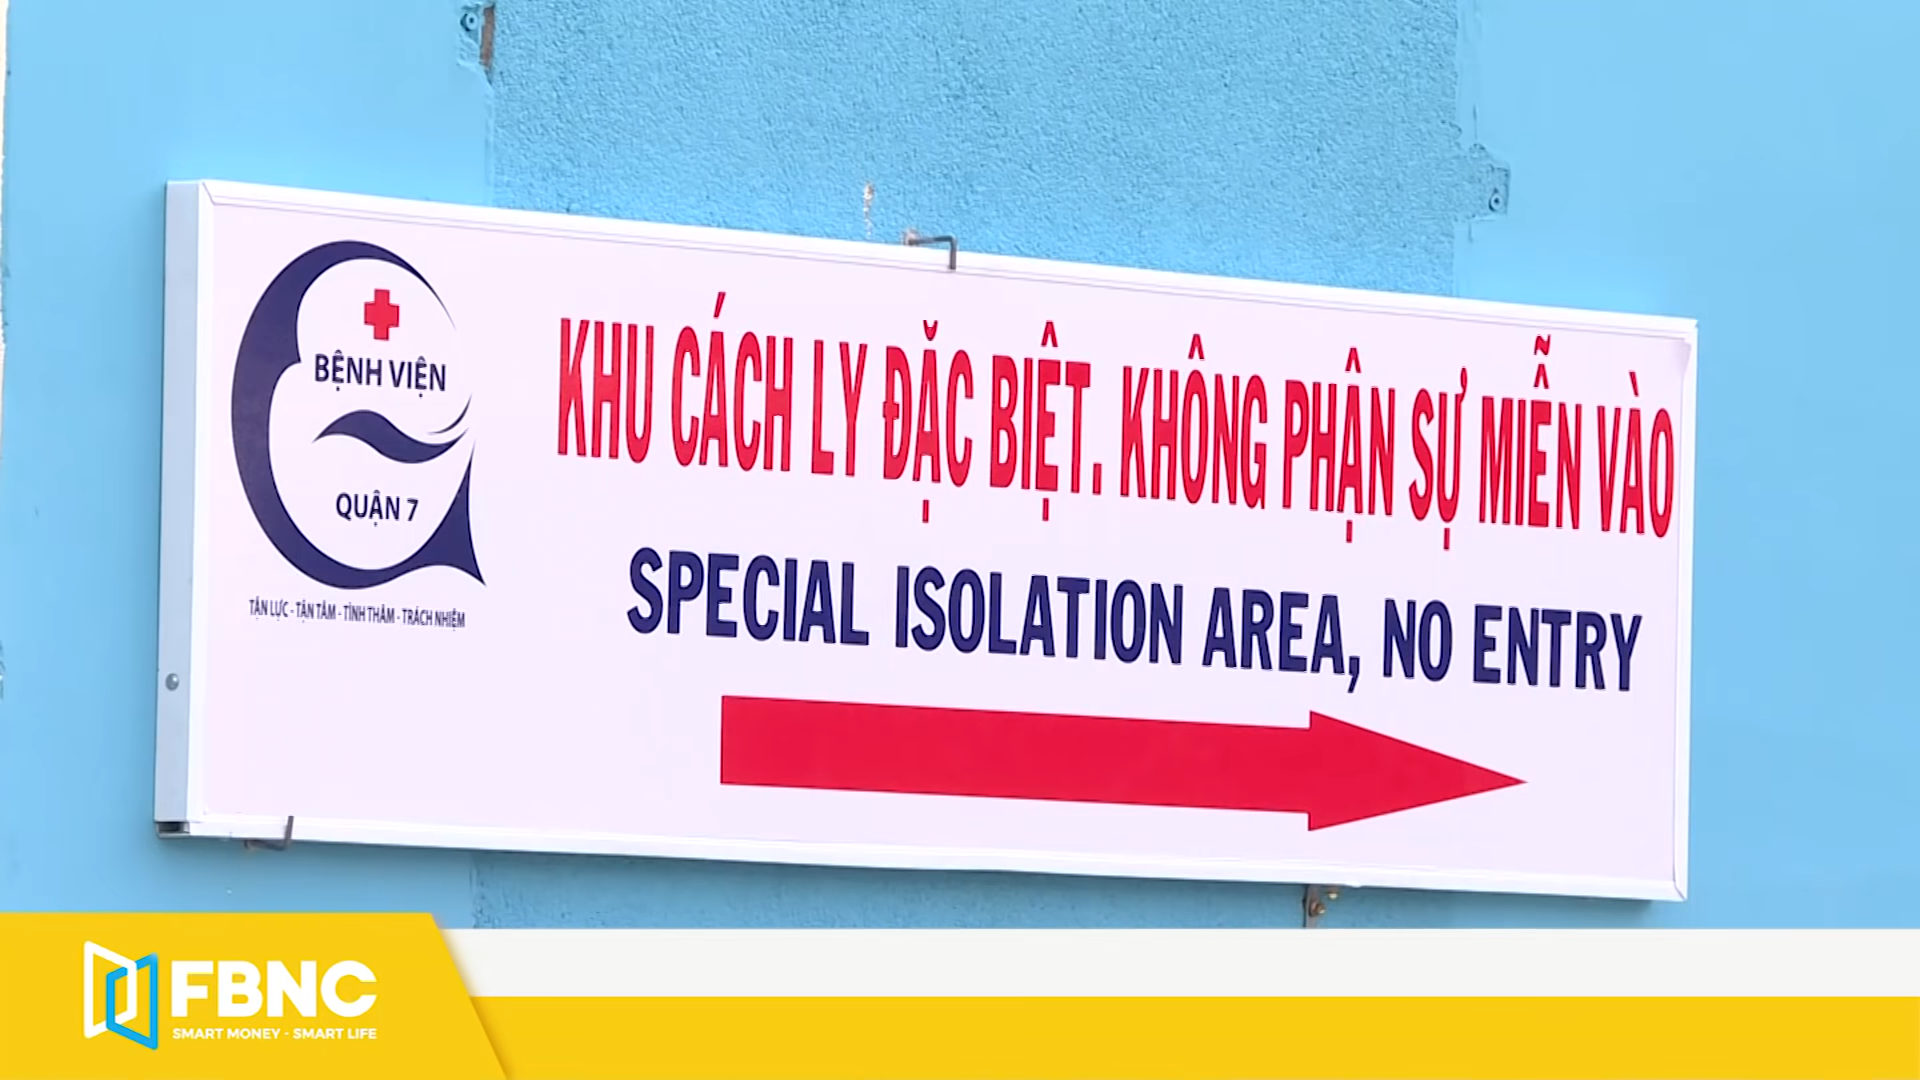 BỆNH VIỆN
QUẬN 7
TẬN LỰC - TẬN TÂM - TÌNH THÂM - TRÁCH NHIỆM
KHU CÁCH LY ĐẶC BIỆT. KHÔNG PHẬN SỰ MIỄN VÀO
SPECIAL ISOLATION AREA, NO ENTRY
FBNC
SMART MONEY - SMART LIFE